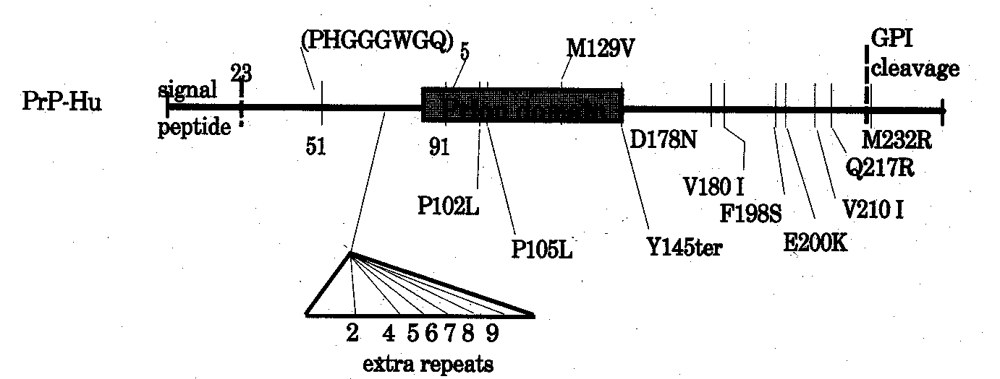 (PHGGGWGQ) 5
M129V
GPI
cleavage
23
signal
peptide
PrP-Hu
51
91
D178N
M232R
Q217R
V180 I
F198S
V210 I
P102L
P105L
Y145ter
E200K
2 4 5 6 7 8 9
extra repeats